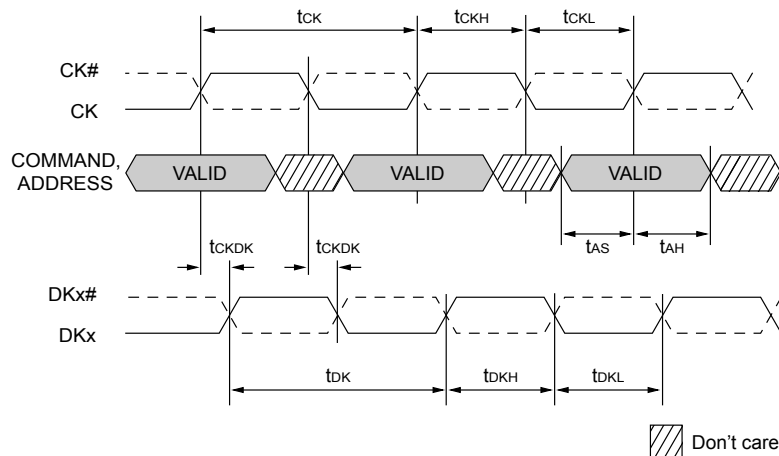 tCK tCKH tCKL
CK#
CK
COMMAND,
ADDRESS
VALID VALID VALID
tCKDK tCKDK tAS tAH
DKx#
DKx
tDK tDKH tDKL
Don't care